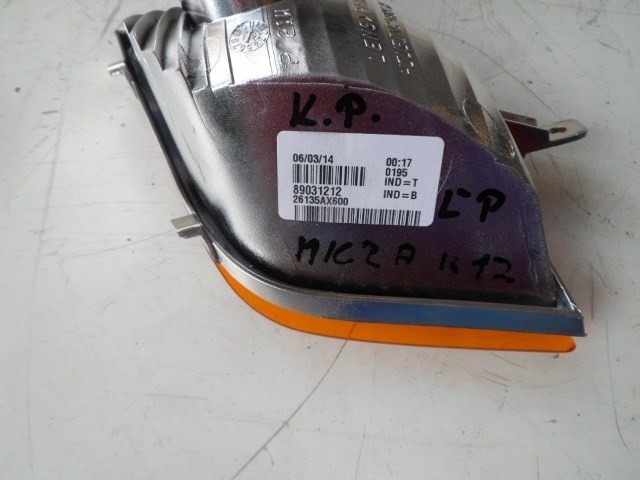 K.P.
06/03/14 00:17
0195
89031212 IND=T
26135AX600 IND=B
L P
MICRA K12